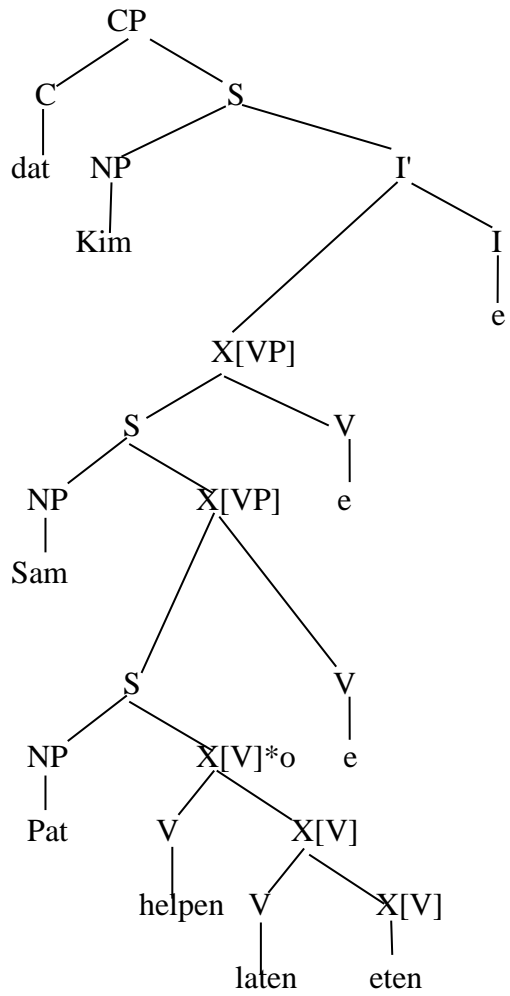 CP
C S
dat NP I'
Kim I
e
X[VP]
S V
NP X[VP] e
Sam
S V
NP X[V]*o e
Pat V X[V]
helpen V X[V]
laten eten